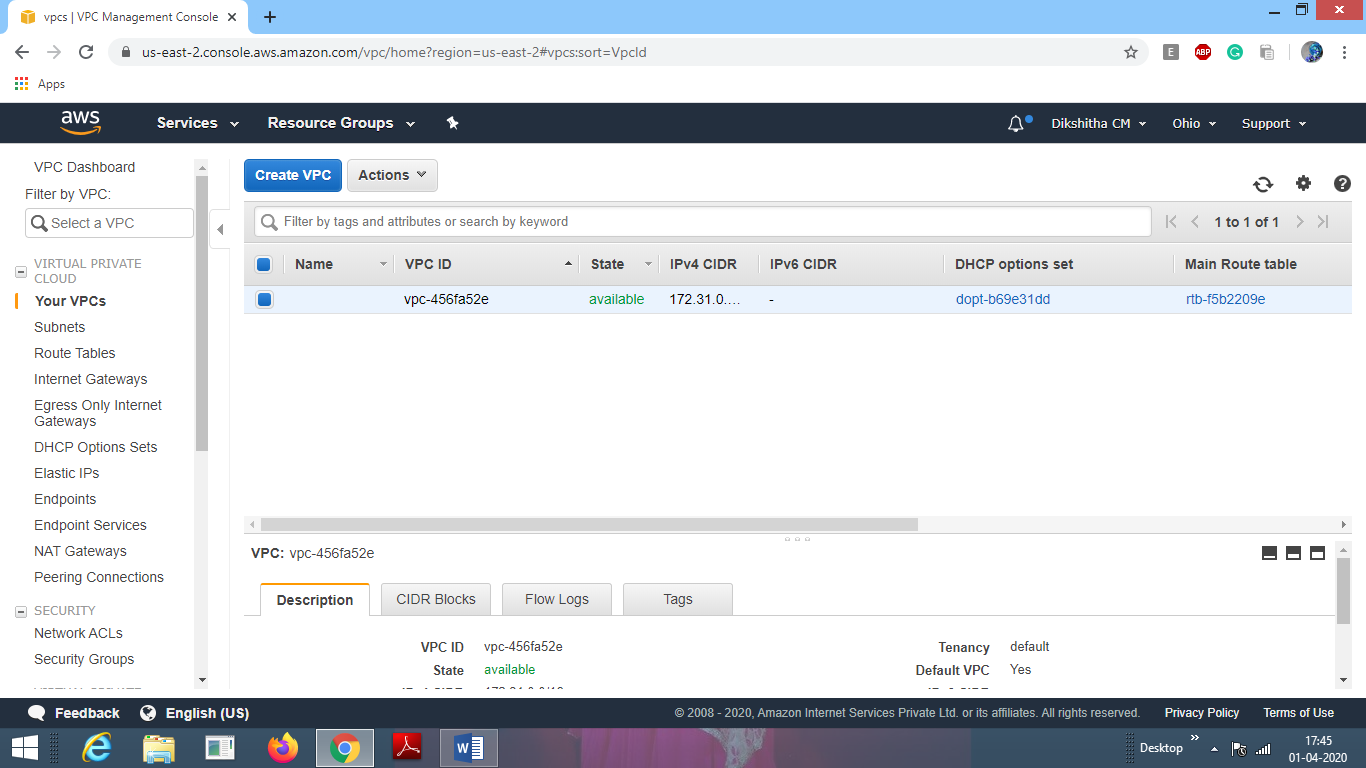 vpcs | VPC Management Console
us-east-2.console.aws.amazon.com/vpc/home?region=us-east-2#vpcs:sort=VpcId
E
ABP
Apps
aws
Services
Resource Groups
Dikshitha CM
Ohio
Support
VPC Dashboard
Filter by VPC:
Select a VPC
VIRTUAL PRIVATE
CLOUD
Your VPCs
Subnets
Route Tables
Internet Gateways
Egress Only Internet
Gateways
DHCP Options Sets
Elastic IPs
Endpoints
Endpoint Services
NAT Gateways
Peering Connections
SECURITY
Network ACLs
Security Groups
Create VPC
Actions
Filter by tags and attributes or search by keyword
1 to 1 of 1
Name VPC ID State IPv4 CIDR IPv6 CIDR DHCP options set Main Route table
vpc-456fa52e available 172.31.0.… - dopt-b69e31dd rtb-f5b2209e
VPC: vpc-456fa52e
Description CIDR Blocks Flow Logs Tags
VPC ID vpc-456fa52e Tenancy default
State available Default VPC Yes
Feedback English (US)
© 2008 - 2020, Amazon Internet Services Private Ltd. or its affiliates. All rights reserved. Privacy Policy Terms of Use
Desktop
17:45
01-04-2020